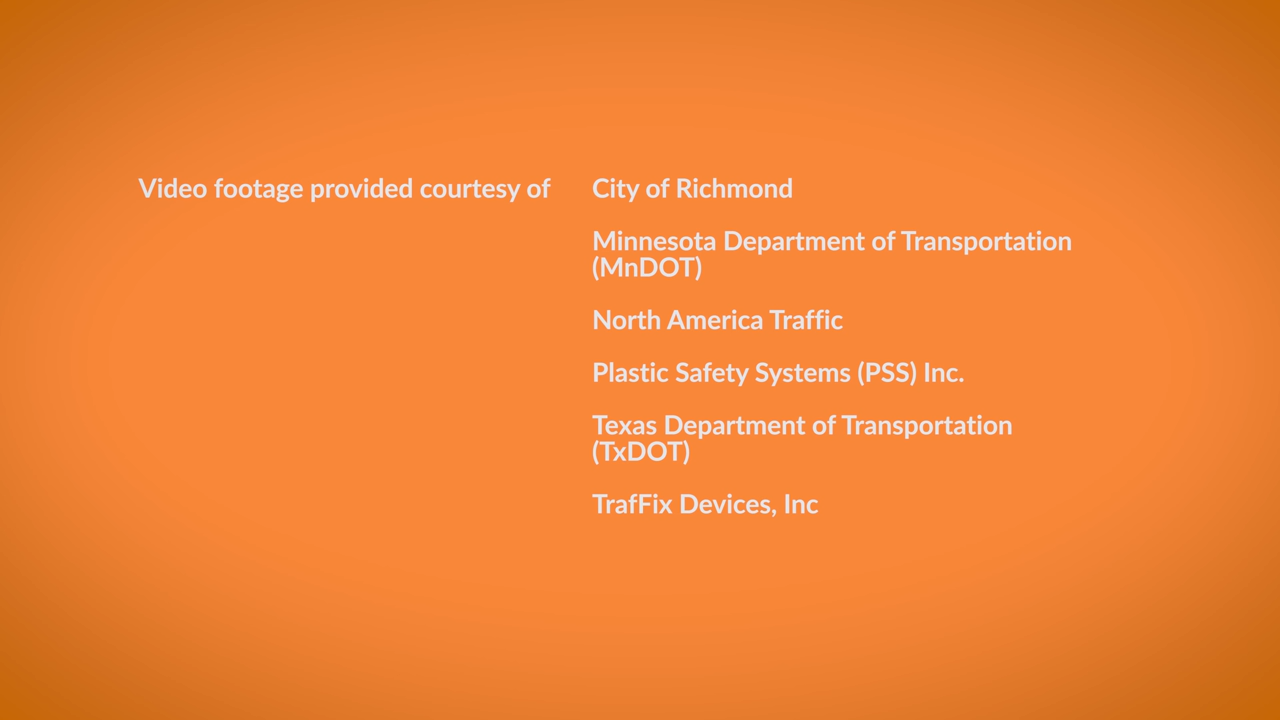 Video footage provided courtesy of
City of Richmond
Minnesota Department of Transportation
(MnDOT)
North America Traffic
Plastic Safety Systems (PSS) Inc.
Texas Department of Transportation
(TxDOT)
TrafFix Devices, Inc